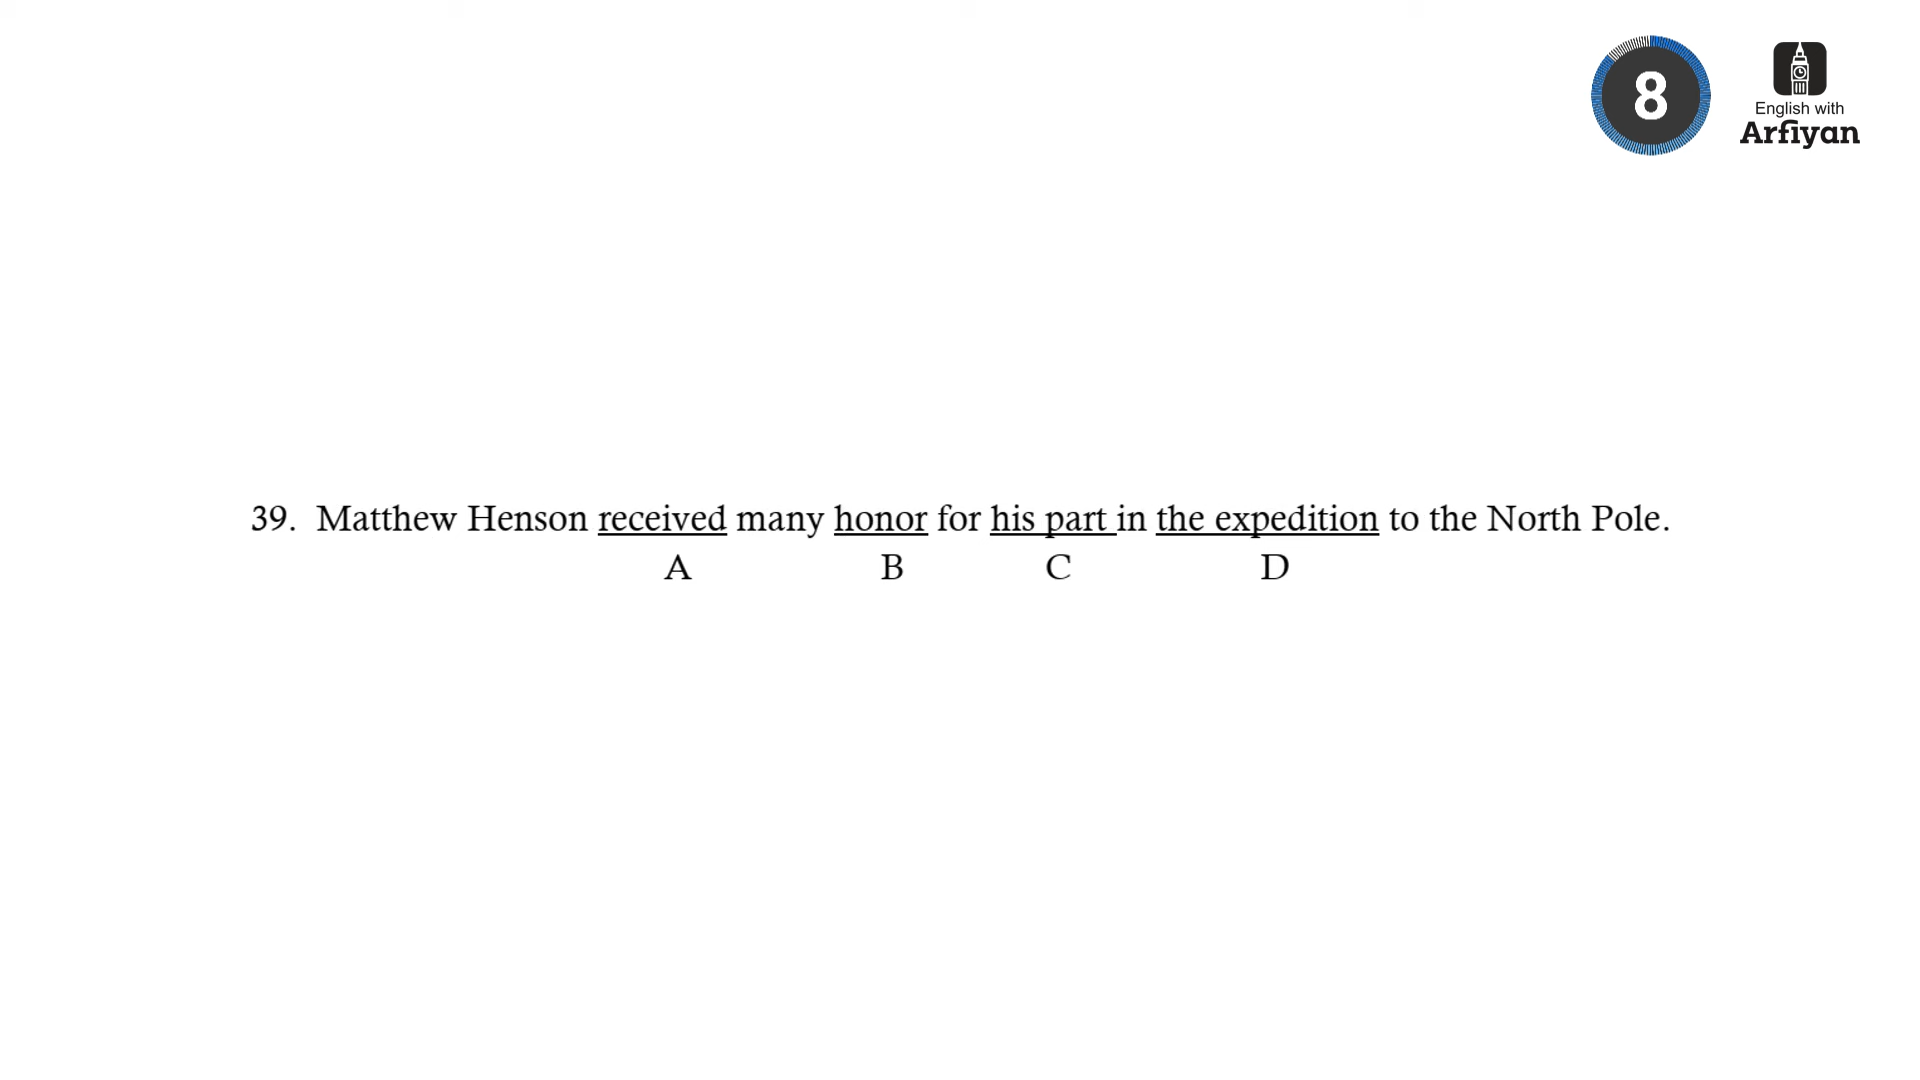 8
English with
Arfiyan
39. Matthew Henson received many honor for his part in the expedition to the North Pole.
A B C D